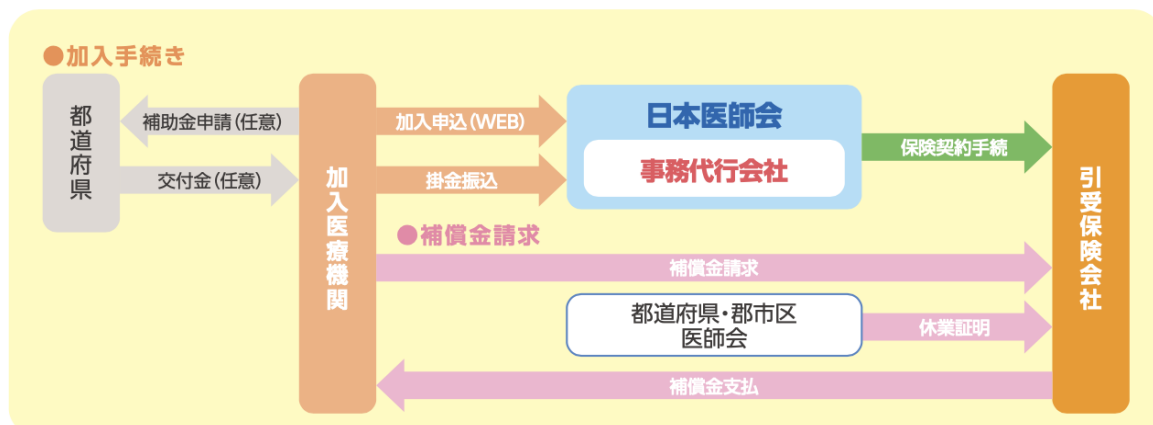 ●加入手続き
都道府県
補助金申請(任意)
交付金(任意)
加入医療機関
加入申込(WEB)
掛金振込
日本医師会
事務代行会社
保険契約手続
引受保険会社
●補償金請求
補償金請求
都道府県・郡市区
医師会
休業証明
補償金支払